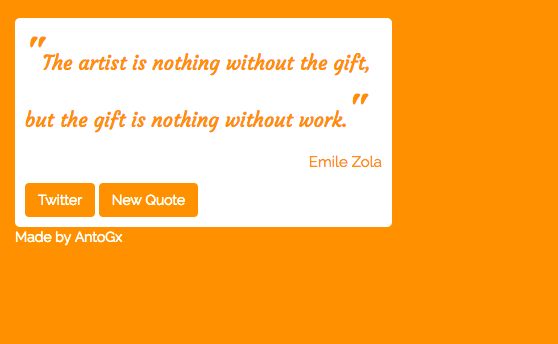 "The artist is nothing without the gift,
but the gift is nothing without work."
Emile Zola
Twitter New Quote
Made by AntoGx